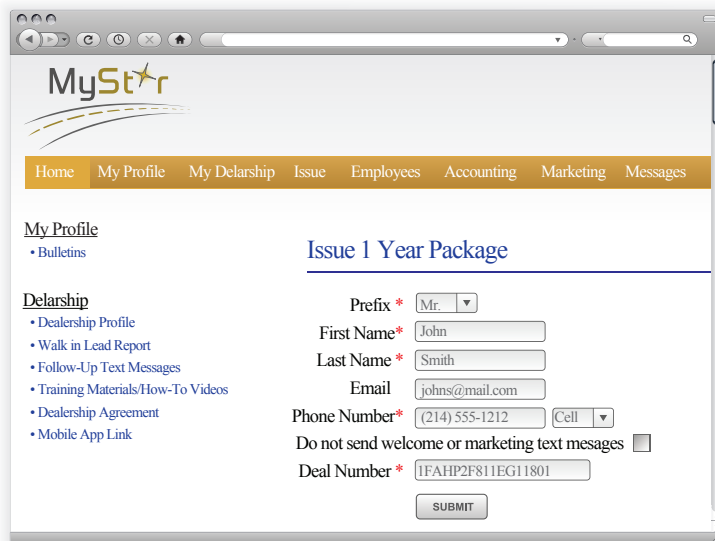 MyStar
Home My Profile My Delarship Issue Employees Accounting Marketing Messages
My Profile
• Bulletins
Delarship
• Dealership Profile
• Walk in Lead Report
• Follow-Up Text Messages
• Training Materials/How-To Videos
• Dealership Agreement
• Mobile App Link
Issue 1 Year Package
Prefix * Mr.
First Name* John
Last Name * Smith
Email johns@mail.com
Phone Number* (214) 555-1212 Cell
Do not send welcome or marketing text mesages
Deal Number * 1FAHP2F811EG11801
SUBMIT